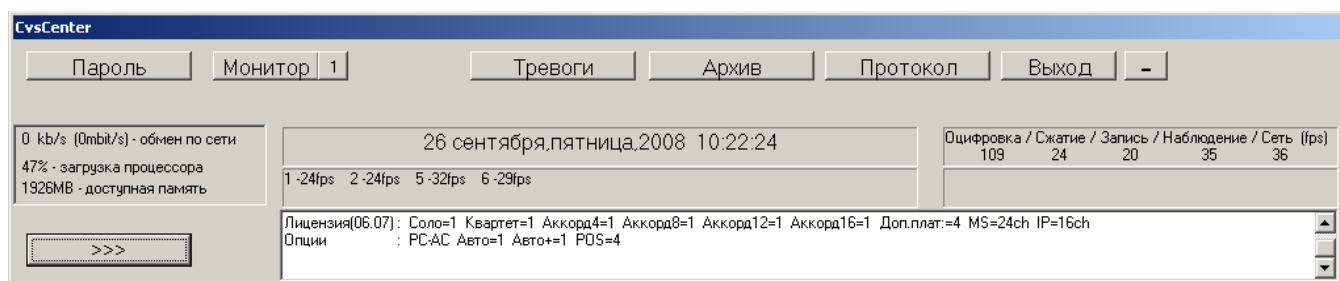 CvsCenter
Пароль Монитор 1 Тревоги Архив Протокол Выход -
0 kb/s (0mbit/s) - обмен по сети
47% - загрузка процессора
1926MB - доступная память
26 сентября,пятница,2008 10:22:24
1 -24fps 2 -24fps 5 -32fps 6 -29fps
Оцифровка / Сжатие / Запись / Наблюдение / Сеть (fps)
109 24 20 35 36
>>>
Лицензия(06.07) : Соло=1 Квартет=1 Аккорд4=1 Аккорд8=1 Аккорд12=1 Аккорд16=1 Доп.плат:=4 MS=24ch IP=16ch
Опции : PC-AC Авто=1 Авто+=1 POS=4